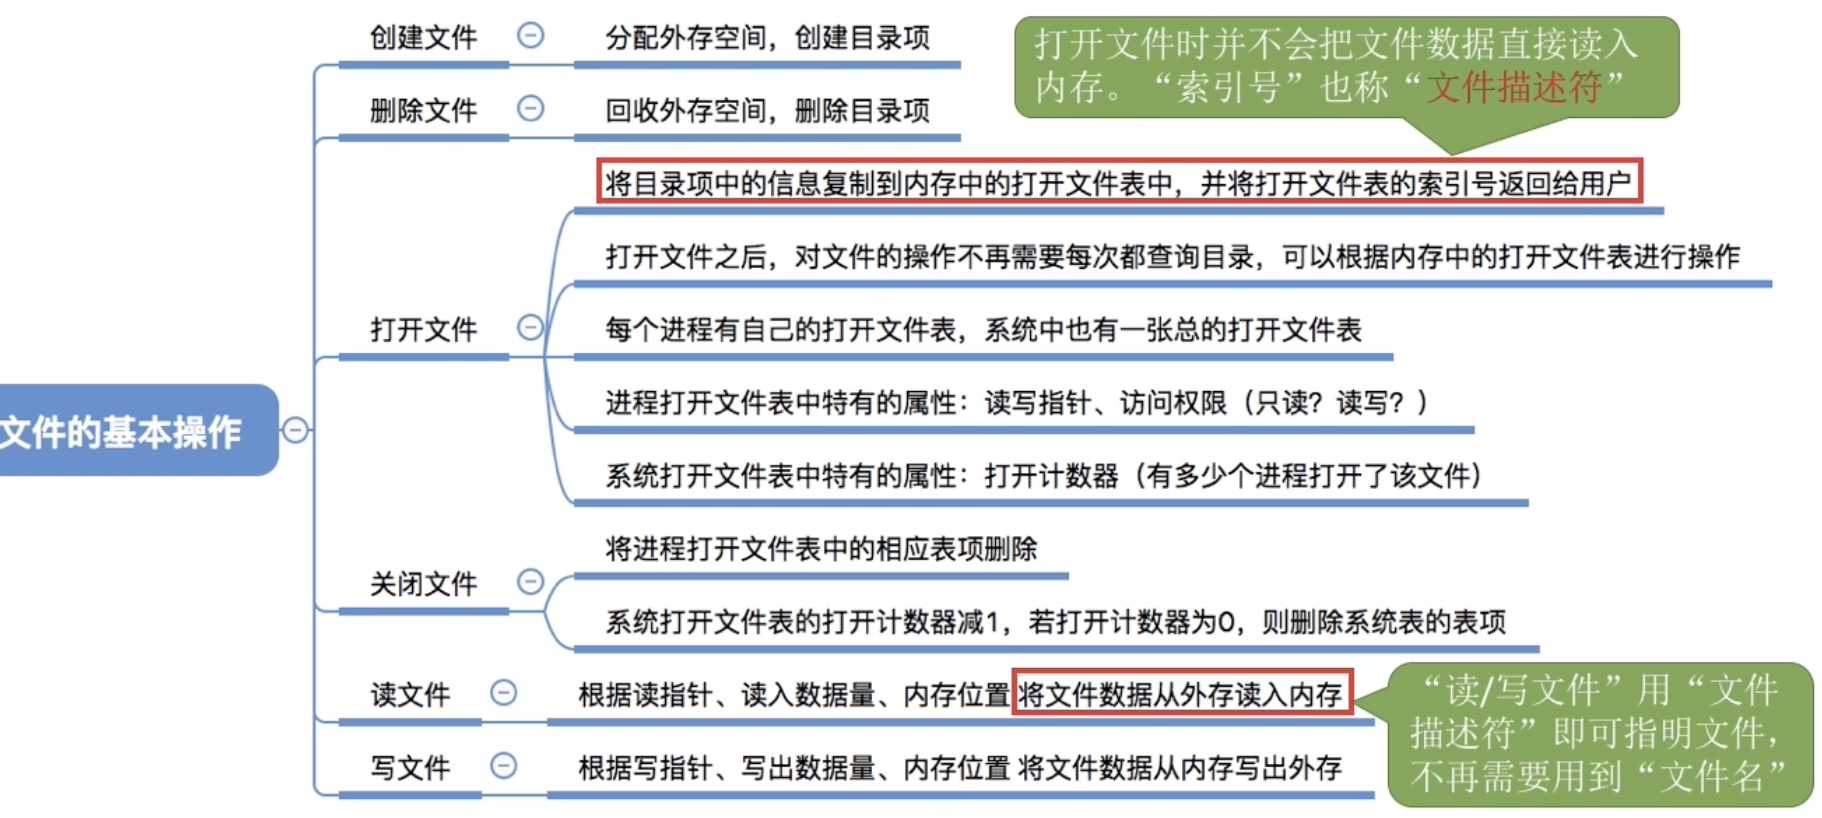 文件的基本操作
创建文件
分配外存空间，创建目录项
删除文件
回收外存空间，删除目录项
打开文件时并不会把文件数据直接读入
内存。“索引号”也称“文件描述符”
打开文件
将目录项中的信息复制到内存中的打开文件表中，并将打开文件表的索引号返回给用户
打开文件之后，对文件的操作不再需要每次都查询目录，可以根据内存中的打开文件表进行操作
每个进程有自己的打开文件表，系统中也有一张总的打开文件表
进程打开文件表中特有的属性：读写指针、访问权限（只读？读写？）
系统打开文件表中特有的属性：打开计数器（有多少个进程打开了该文件）
关闭文件
将进程打开文件表中的相应表项删除
系统打开文件表的打开计数器减1，若打开计数器为0，则删除系统表的表项
读文件
根据读指针、读入数据量、内存位置 将文件数据从外存读入内存
“读/写文件”用“文件
描述符”即可指明文件，
不再需要用到“文件名”
写文件
根据写指针、写出数据量、内存位置 将文件数据从内存写出外存